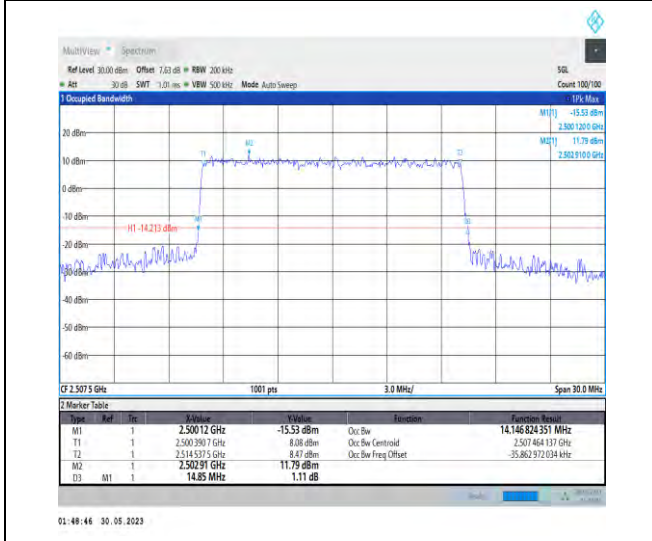 MultiView Spectrum
Ref Level 30.00 dBm Offset 7.63 dB RBW 200 kHz SGL
Att 30 dB SWT 1.01 ms VBW 500 kHz Mode Auto Sweep Count 100/100
1 Occupied Bandwidth 1Pk Max
M1[1] -15.53 dBm
2.500 120 0 GHz
M2[1] 11.79 dBm
2.502 910 0 GHz
20 dBm
M2
T1 T2
10 dBm
0 dBm
-10 dBm
M1
H1 -14.213 dBm
-20 dBm
-30 dBm
-40 dBm
-50 dBm
-60 dBm
CF 2.507 5 GHz 1001 pts 3.0 MHz/ Span 30.0 MHz
2 Marker Table
Type Ref Trc X-Value Y-Value Function Function Result
M1 1 2.50012 GHz -15.53 dBm Occ Bw 14.146 824 351 MHz
T1 1 2.500 390 7 GHz 8.08 dBm Occ Bw Centroid 2.507 464 137 GHz
T2 1 2.514 537 5 GHz 8.47 dBm Occ Bw Freq Offset -35.862 972 034 kHz
M2 1 2.50291 GHz 11.79 dBm
D3 M1 1 14.85 MHz 1.11 dB
01:48:46 30.05.2023